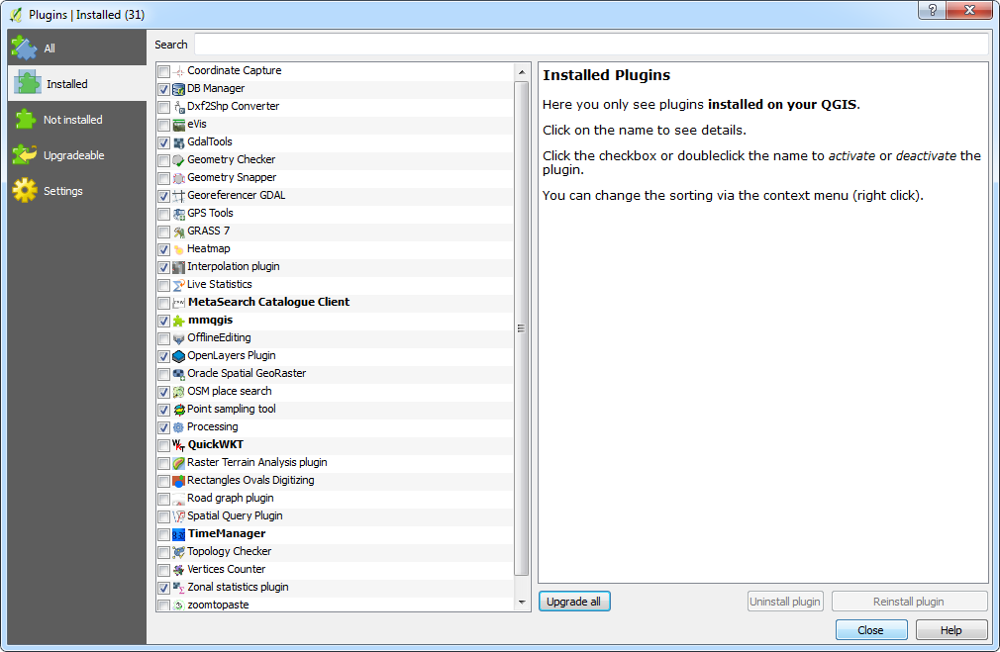 Plugins | Installed (31)
All
Installed
Not installed
Upgradeable
Settings
Search
Coordinate Capture
DB Manager
Dxf2Shp Converter
eVis
GdalTools
Geometry Checker
Geometry Snapper
Georeferencer GDAL
GPS Tools
GRASS 7
Heatmap
Interpolation plugin
Live Statistics
MetaSearch Catalogue Client
mmqgis
OfflineEditing
OpenLayers Plugin
Oracle Spatial GeoRaster
OSM place search
Point sampling tool
Processing
QuickWKT
Raster Terrain Analysis plugin
Rectangles Ovals Digitizing
Road graph plugin
Spatial Query Plugin
TimeManager
Topology Checker
Vertices Counter
Zonal statistics plugin
zoomtopaste
Installed Plugins
Here you only see plugins installed on your QGIS.
Click on the name to see details.
Click the checkbox or doubleclick the name to activate or deactivate the
plugin.
You can change the sorting via the context menu (right click).
Upgrade all
Uninstall plugin
Reinstall plugin
Close
Help